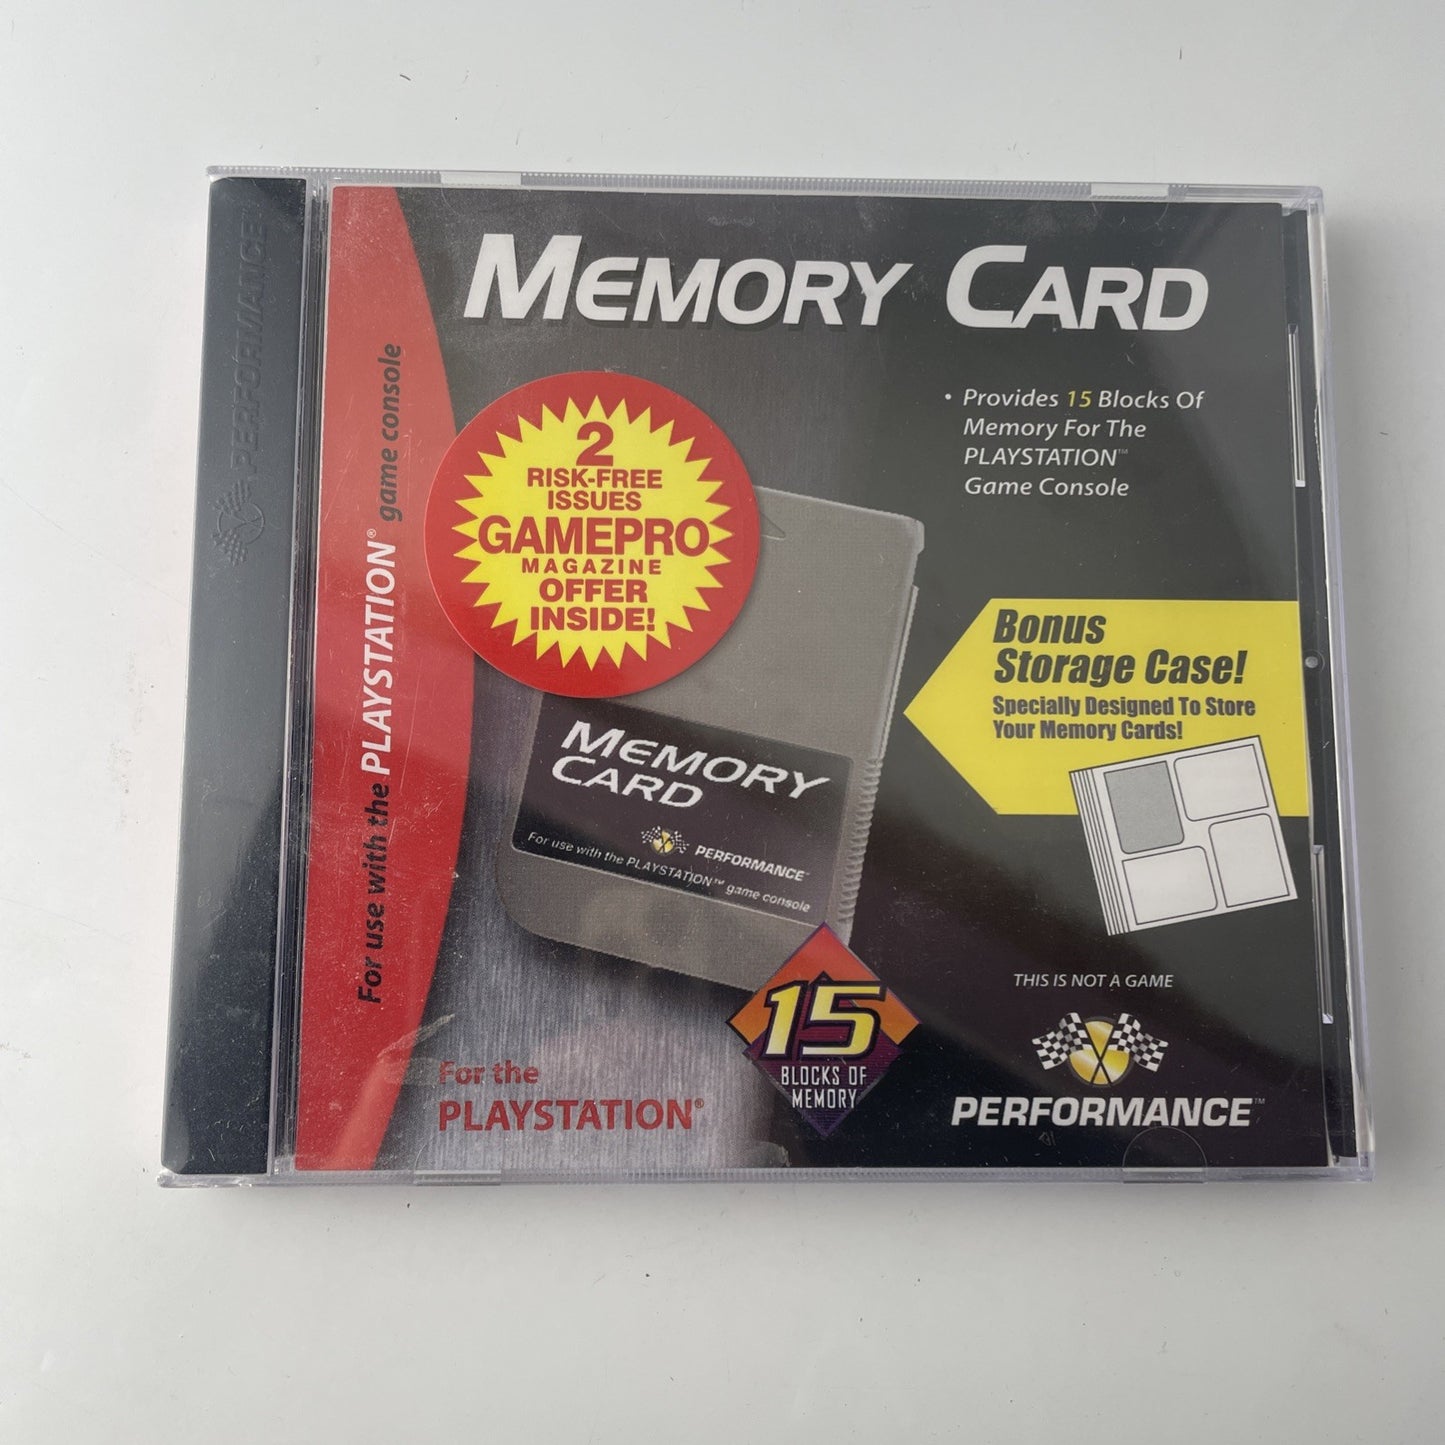 PERFORMANCE
For use with the PLAYSTATION® game console
MEMORY CARD
• Provides 15 Blocks Of
Memory For The
PLAYSTATION™
Game Console
2
RISK-FREE
ISSUES
GAMEPRO
MAGAZINE
OFFER
INSIDE!
Bonus
Storage Case!
Specially Designed To Store
Your Memory Cards!
MEMORY
CARD
PERFORMANCE™
For use with the PLAYSTATION™ game console
15
BLOCKS OF
MEMORY
THIS IS NOT A GAME
PERFORMANCE™
For the
PLAYSTATION®